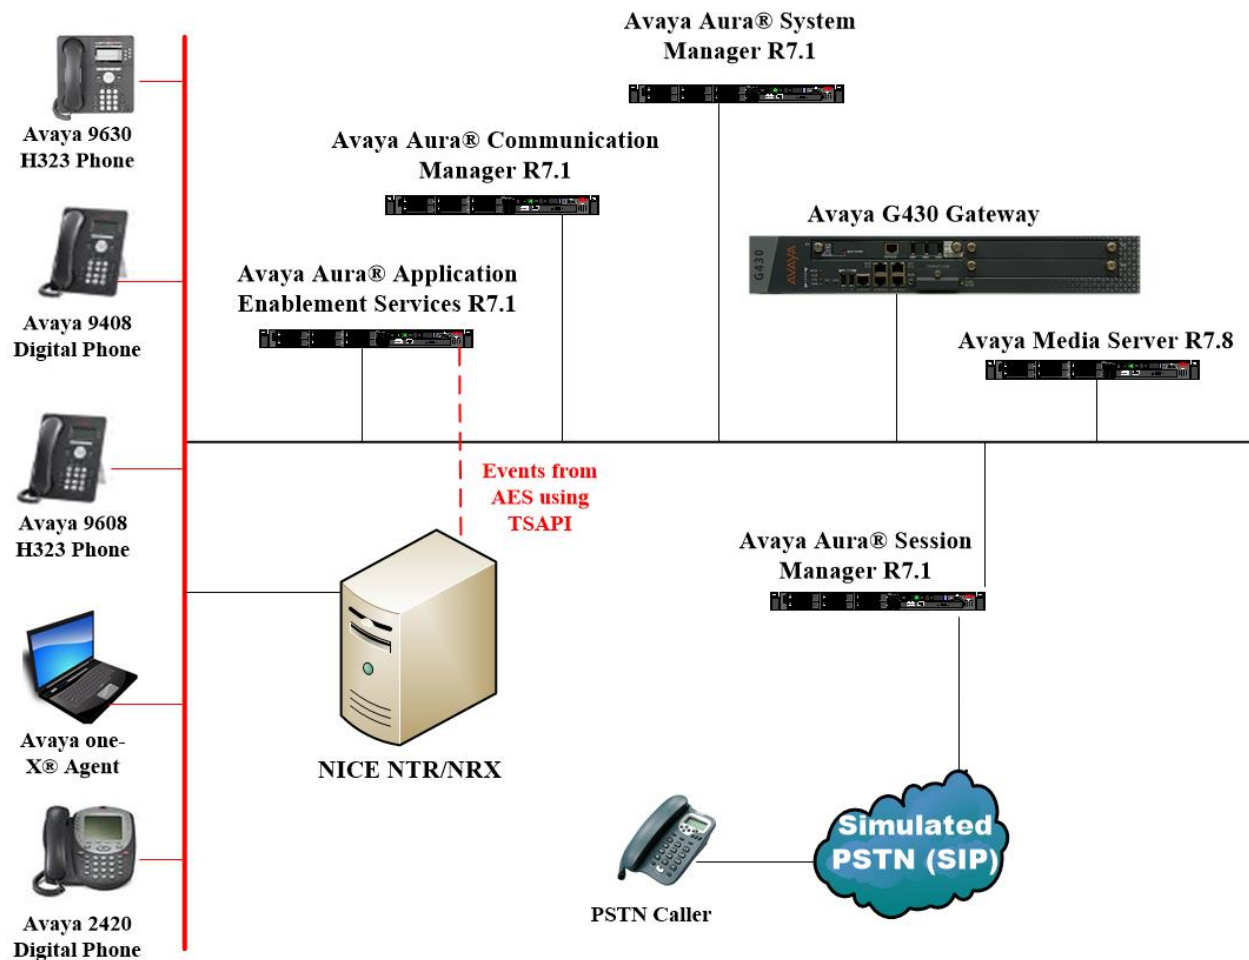 Avaya Aura® System
Manager R7.1
Avaya 9630
H323 Phone
Avaya Aura® Communication
Manager R7.1
Avaya G430 Gateway
G430
AVAYA
Avaya Aura® Application
Enablement Services R7.1
Avaya 9408
Digital Phone
Avaya Media Server R7.8
Events from
AES using
TSAPI
Avaya 9608
H323 Phone
Avaya Aura® Session
Manager R7.1
Avaya one-
X® Agent
NICE NTR/NRX
Simulated
PSTN (SIP)
PSTN Caller
Avaya 2420
Digital Phone